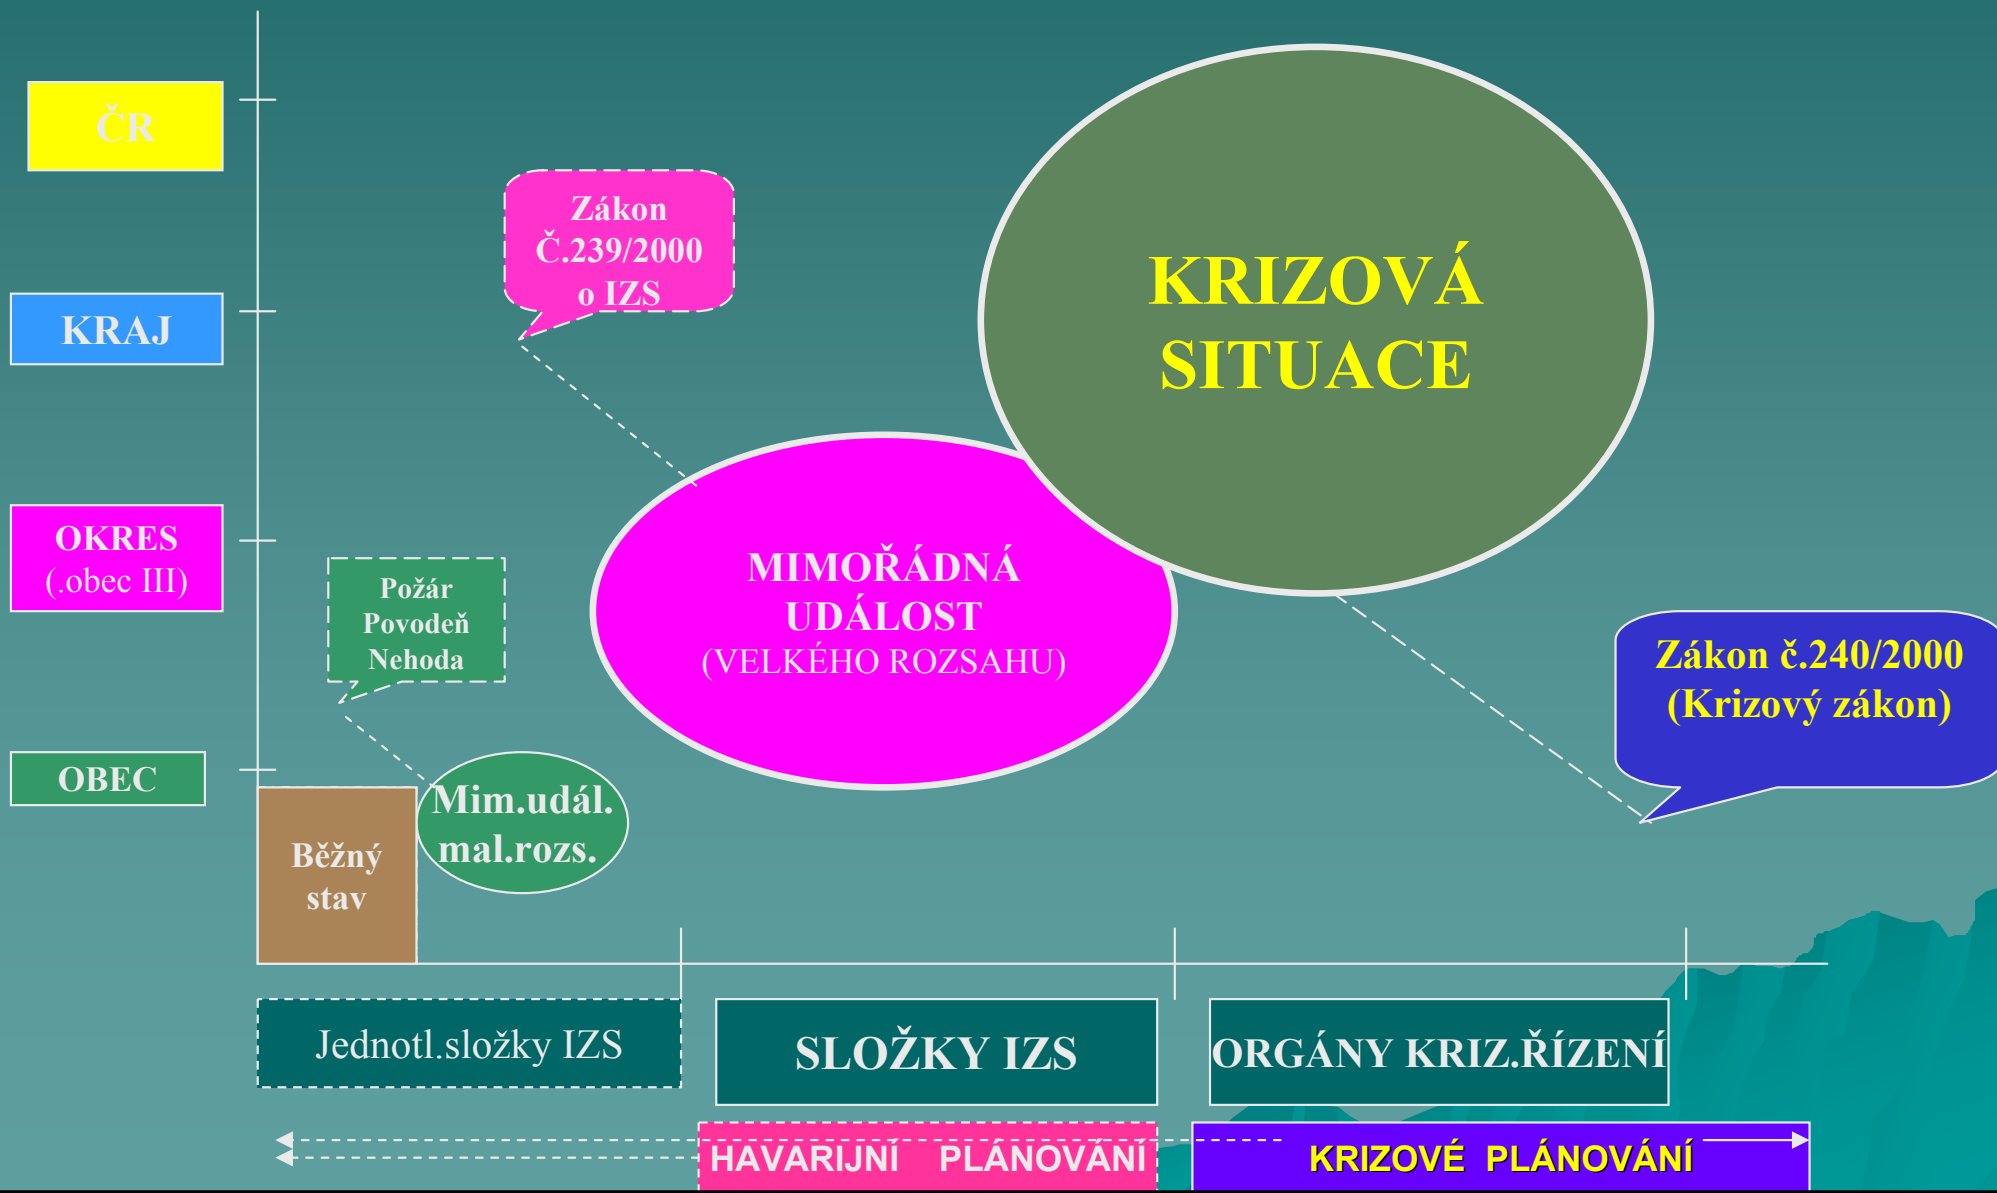 ČR
Zákon
Č.239/2000
o IZS
KRIZOVÁ
SITUACE
KRAJ
OKRES
(.obec III)
Požár
Povodeň
Nehoda
MIMOŘÁDNÁ
UDÁLOST
(VELKÉHO ROZSAHU)
Zákon č.240/2000
(Krizový zákon)
OBEC
Mim.udál.
mal.rozs.
Běžný
stav
Jednotl.složky IZS
SLOŽKY IZS
ORGÁNY KRIZ.ŘÍZENÍ
HAVARIJNÍ PLÁNOVÁNÍ
KRIZOVÉ PLÁNOVÁNÍ